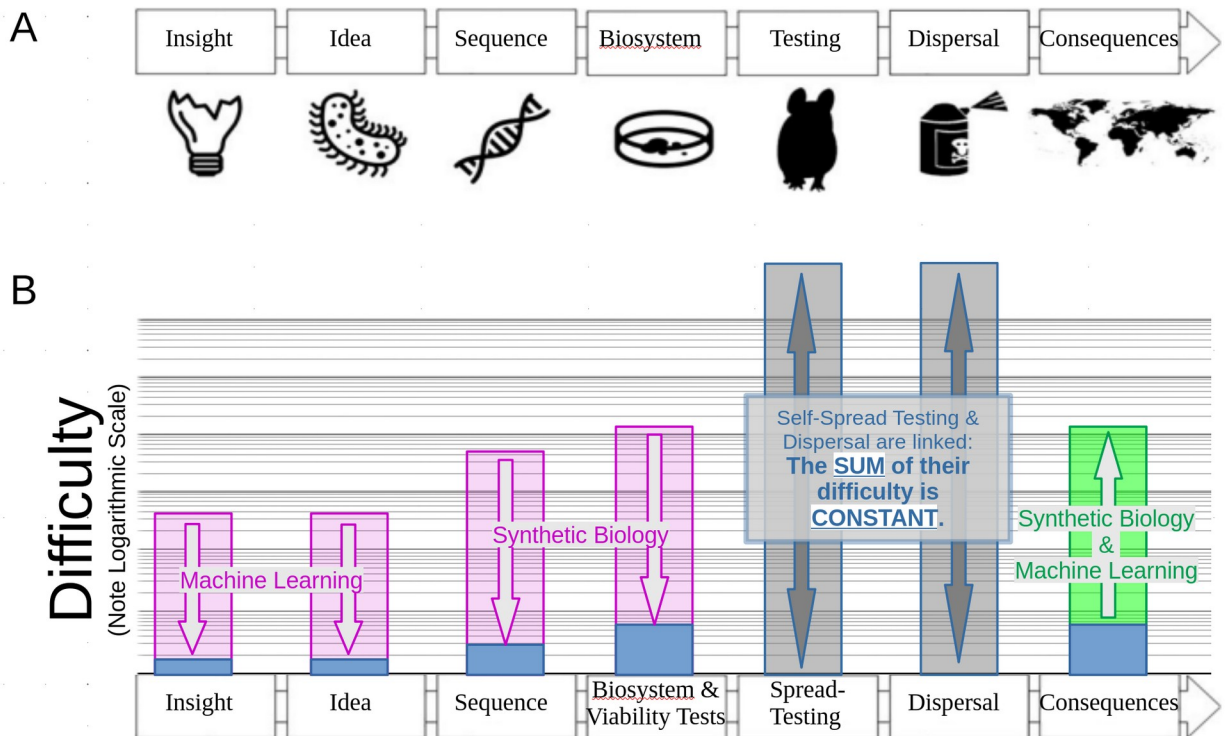 A
Insight
Idea
Sequence
Biosystem
Testing
Dispersal
Consequences
B
Difficulty
(Note Logarithmic Scale)
Machine Learning
Synthetic Biology
Self-Spread Testing &
Dispersal are linked:
The SUM of their
difficulty is
CONSTANT.
Synthetic Biology
&
Machine Learning
Insight
Idea
Sequence
Biosystem &
Viability Tests
Spread-
Testing
Dispersal
Consequences